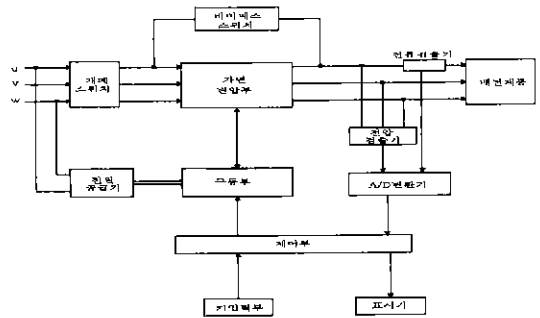 바이패스
스위치
전류검출기
U
V
W
개폐
스위치
가변
전압부
배전계통
전압
검출기
전원
공급기
구동부
A/D변환기
제어부
키입력부
표시기